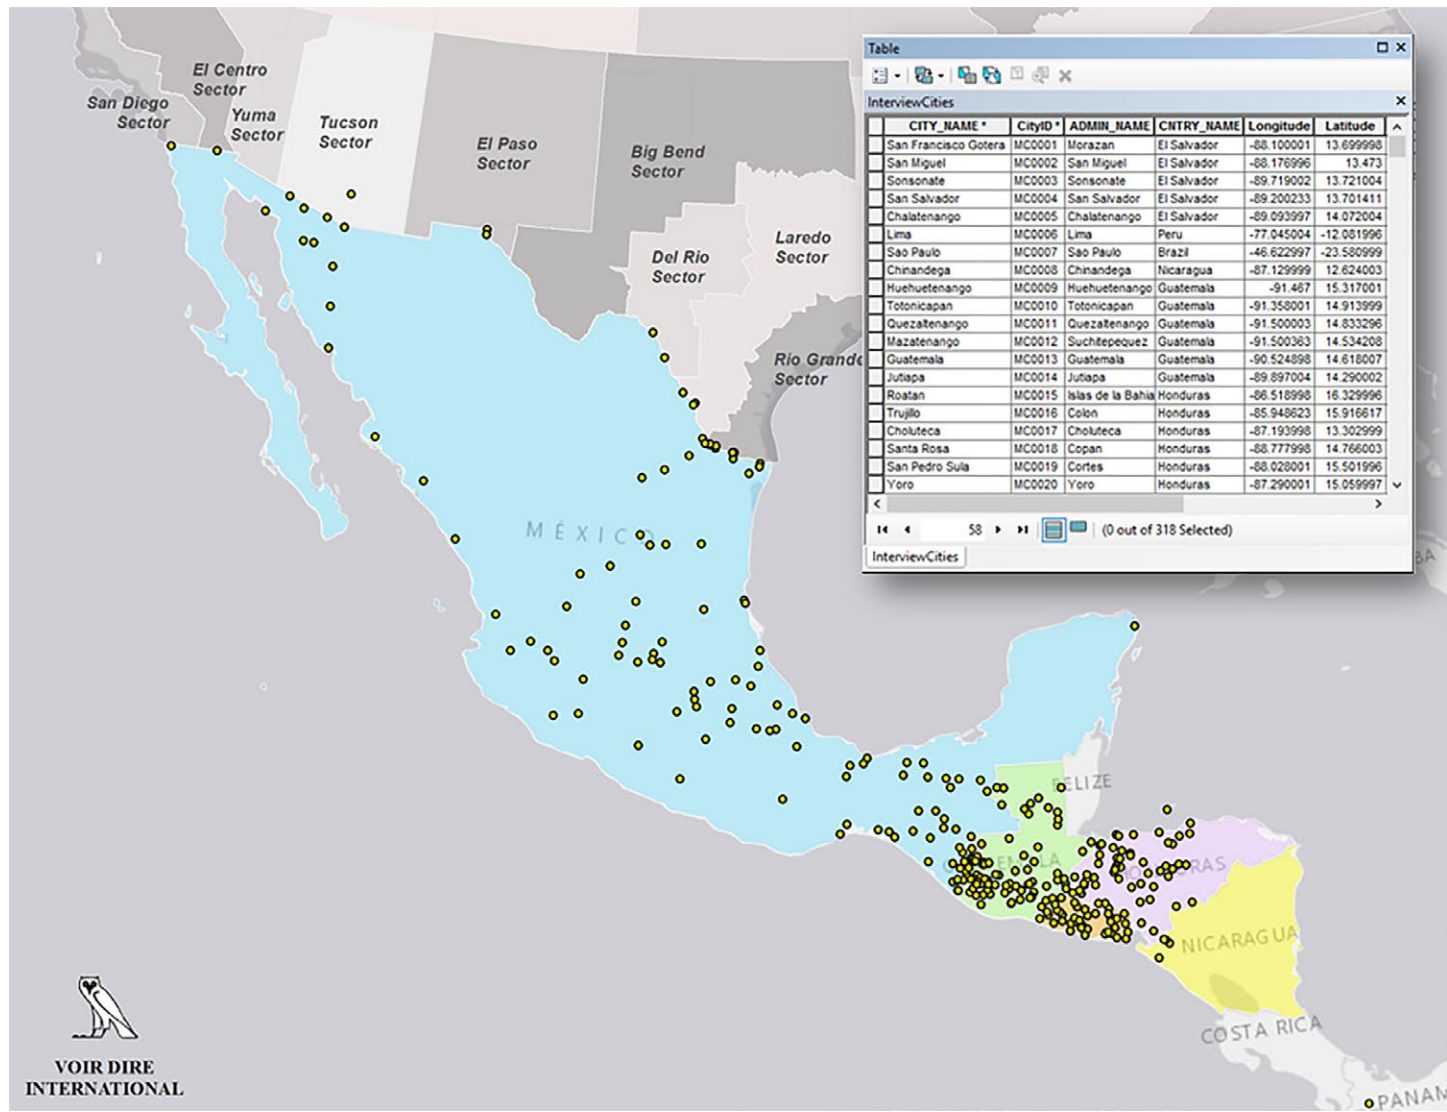 El Centro
Sector
San Diego
Sector
Yuma
Sector
Tucson
Sector
El Paso
Sector
Big Bend
Sector
Del Rio
Sector
Laredo
Sector
Rio Grande
Sector
MÉXICO
BELIZE
HONDURAS
NICARAGUA
COSTA RICA
PANAM
BA
VOIR DIRE
INTERNATIONAL
Table
InterviewCities
CITY_NAME * CityID * ADMIN_NAME CNTRY_NAME Longitude Latitude
San Francisco Gotera MC0001 Morazan El Salvador -88.100001 13.699998
San Miguel MC0002 San Miguel El Salvador -88.176996 13.473
Sonsonate MC0003 Sonsonate El Salvador -89.719002 13.721004
San Salvador MC0004 San Salvador El Salvador -89.200233 13.701411
Chalatenango MC0005 Chalatenango El Salvador -89.093997 14.072004
Lima MC0006 Lima Peru -77.045004 -12.081996
Sao Paulo MC0007 Sao Paulo Brazil -46.622997 -23.580999
Chinandega MC0008 Chinandega Nicaragua -87.129999 12.624003
Huehuetenango MC0009 Huehuetenango Guatemala -91.467 15.317001
Totonicapan MC0010 Totonicapan Guatemala -91.358001 14.913999
Quezaltenango MC0011 Quezaltenango Guatemala -91.500003 14.833296
Mazatenango MC0012 Suchitepequez Guatemala -91.500363 14.534208
Guatemala MC0013 Guatemala Guatemala -90.524898 14.618007
Jutiapa MC0014 Jutiapa Guatemala -89.897004 14.290002
Roatan MC0015 Islas de la Bahia Honduras -86.518998 16.329996
Trujillo MC0016 Colon Honduras -85.948623 15.916617
Choluteca MC0017 Choluteca Honduras -87.193998 13.302999
Santa Rosa MC0018 Copan Honduras -88.777998 14.766003
San Pedro Sula MC0019 Cortes Honduras -88.028001 15.501996
Yoro MC0020 Yoro Honduras -87.290001 15.059997
58 (0 out of 318 Selected)
InterviewCities